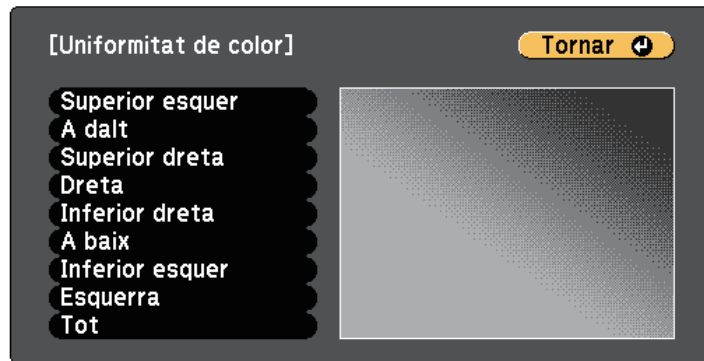 [Uniformitat de color]
Tornar
Superior esquer
A dalt
Superior dreta
Dreta
Inferior dreta
A baix
Inferior esquer
Esquerra
Tot